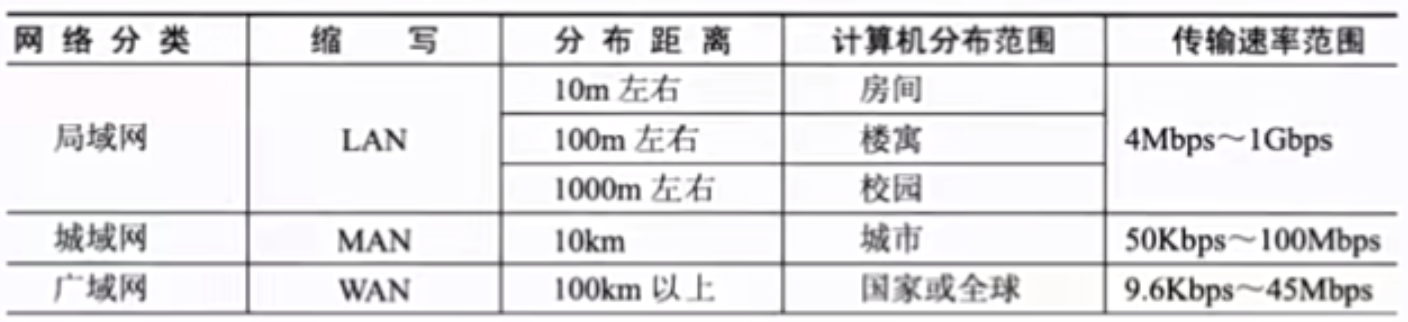 网络分类 缩写 分布距离 计算机分布范围 传输速率范围
局域网 LAN 10m 左右 房间 4Mbps～1Gbps
100m 左右 楼寓
1000m 左右 校园
城域网 MAN 10km 城市 50Kbps～100Mbps
广域网 WAN 100km 以上 国家或全球 9.6Kbps～45Mbps